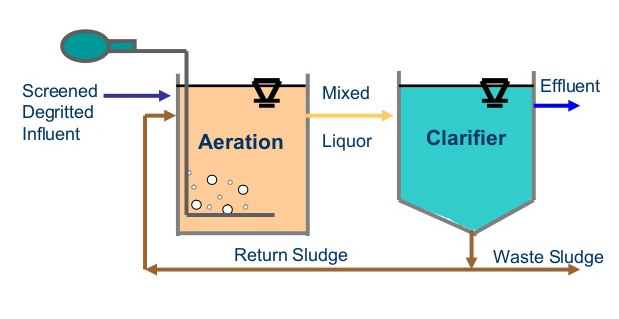 Screened
Degritted
Influent
Aeration
Mixed
Liquor
Clarifier
Effluent
Return Sludge
Waste Sludge